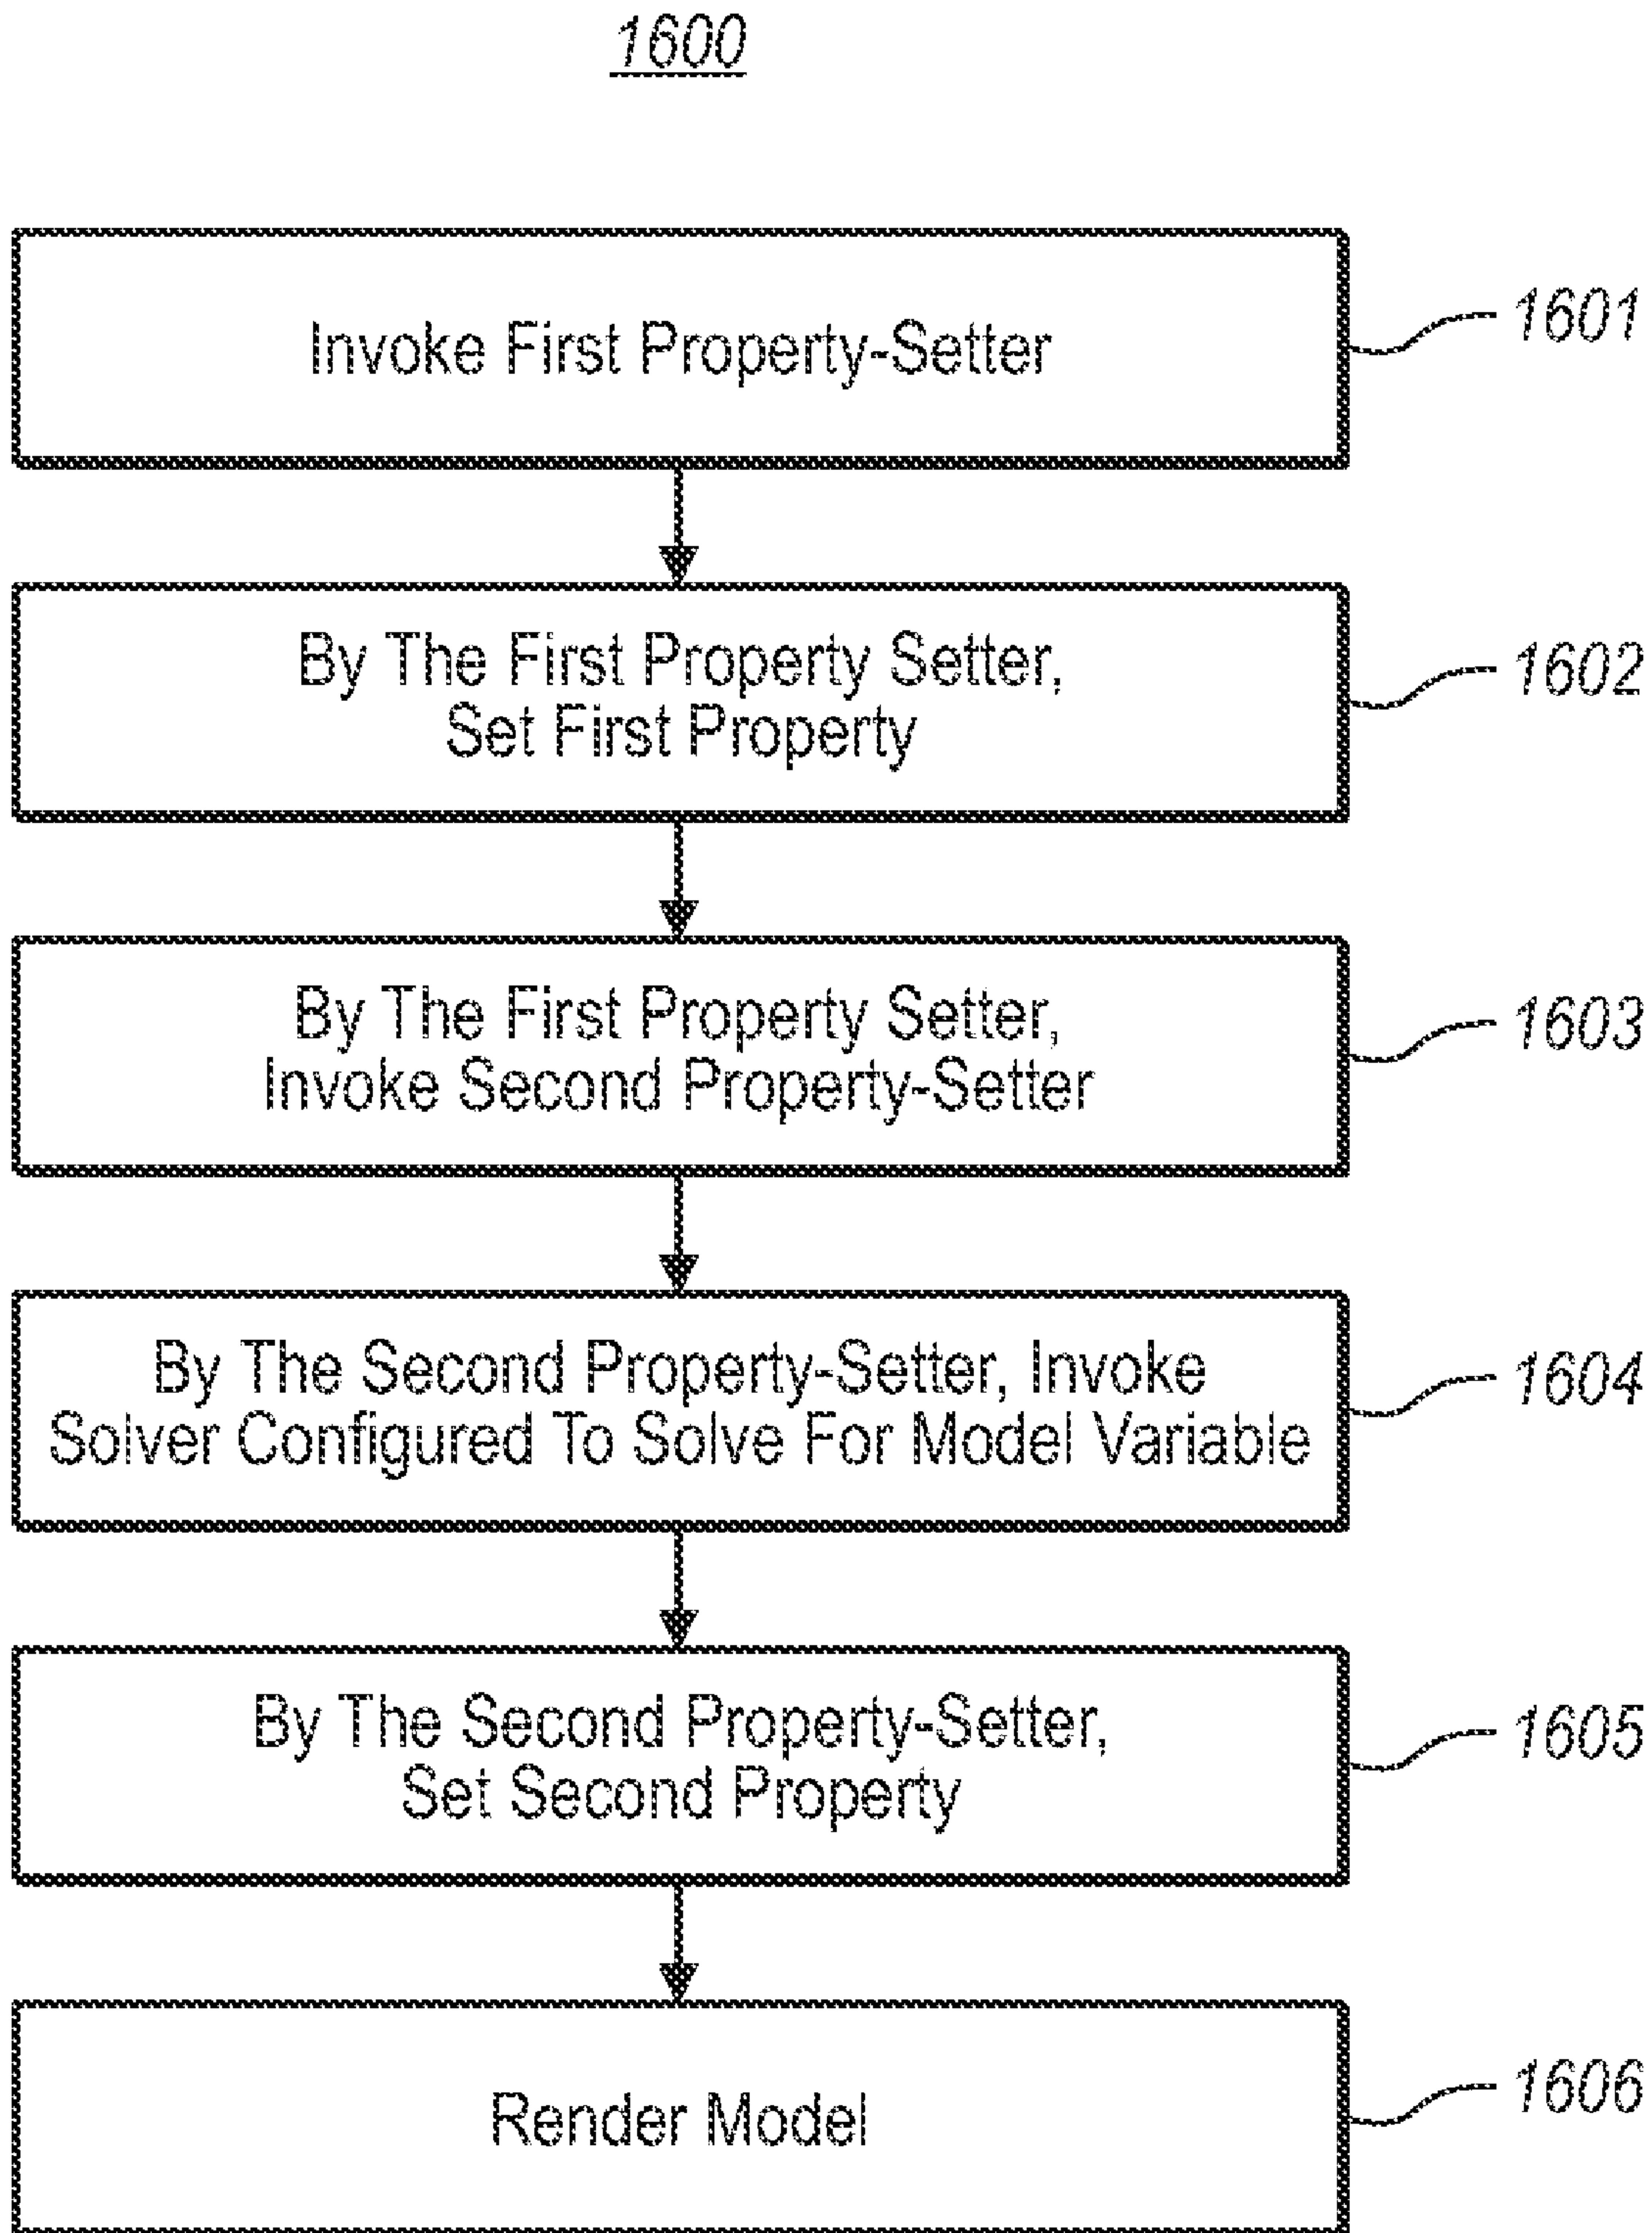 1600
Invoke First Property-Setter
1601
By The First Property Setter,
Set First Property
1602
By The First Property Setter,
Invoke Second Property-Setter
1603
By The Second Property-Setter, Invoke
Solver Configured To Solve For Model Variable
1604
By The Second Property-Setter,
Set Second Property
1605
Render Model
1606